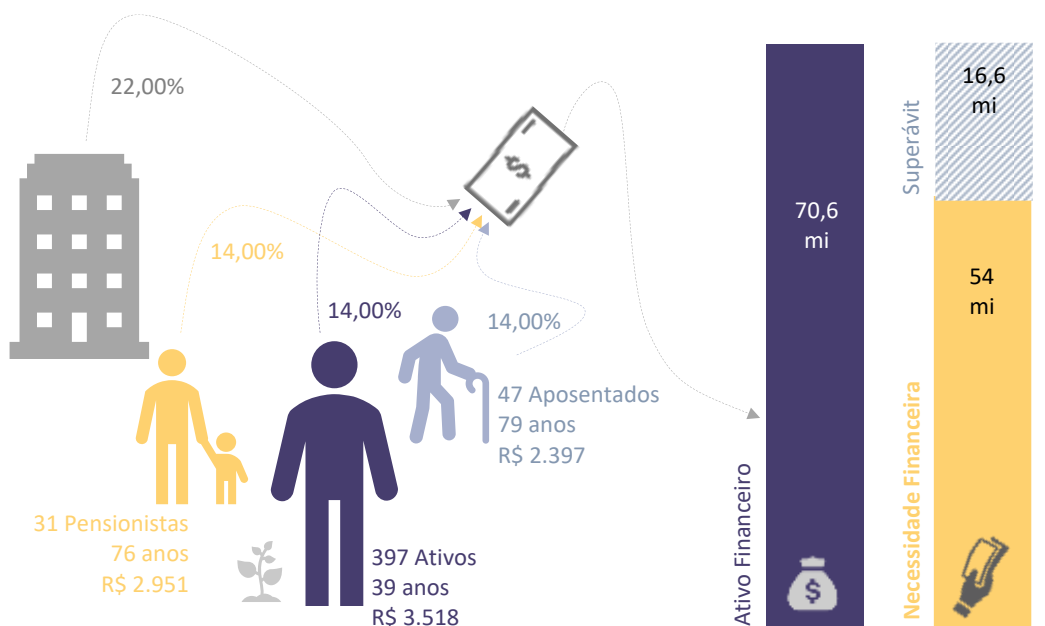 22,00%
14,00%
14,00%
14,00%
47 Aposentados
79 anos
R$ 2.397
31 Pensionistas
76 anos
R$ 2.951
397 Ativos
39 anos
R$ 3.518
$
Ativo Financeiro
70,6
mi
$
Superávit
16,6
mi
Necessidade Financeira
54
mi